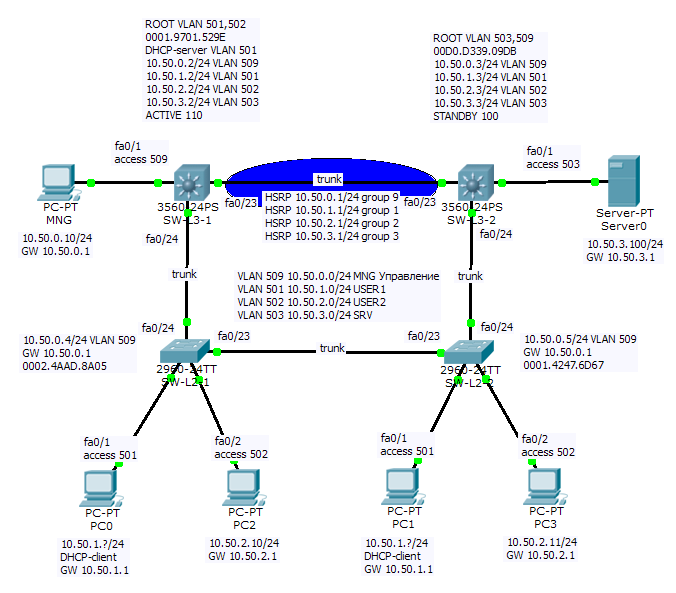 ROOT VLAN 501,502
0001.9701.529E
DHCP-server VLAN 501
10.50.0.2/24 VLAN 509
10.50.1.2/24 VLAN 501
10.50.2.2/24 VLAN 502
10.50.3.2/24 VLAN 503
ACTIVE 110
ROOT VLAN 503,509
00D0.D339.09DB
10.50.0.3/24 VLAN 509
10.50.1.3/24 VLAN 501
10.50.2.3/24 VLAN 502
10.50.3.3/24 VLAN 503
STANDBY 100
fa0/1
access 509
fa0/1
access 503
trunk
PC-PT
MNG
10.50.0.10/24
GW 10.50.0.1
3560-24PS
SW-L3-1
fa0/23
fa0/24
HSRP 10.50.0.1/24 group 9
HSRP 10.50.1.1/24 group 1
HSRP 10.50.2.1/24 group 2
HSRP 10.50.3.1/24 group 3
fa0/23
3560-24PS
SW-L3-2
fa0/24
Server-PT
Server0
10.50.3.100/24
GW 10.50.3.1
trunk
VLAN 509 10.50.0.0/24 MNG Управление
VLAN 501 10.50.1.0/24 USER1
VLAN 502 10.50.2.0/24 USER2
VLAN 503 10.50.3.0/24 SRV
trunk
10.50.0.4/24 VLAN 509
GW 10.50.0.1
0002.4AAD.8A05
fa0/24
fa0/23
2960-24TT
SW-L2-1
trunk
fa0/23
fa0/24
2960-24TT
SW-L2-2
10.50.0.5/24 VLAN 509
GW 10.50.0.1
0001.4247.6D67
fa0/1
access 501
fa0/2
access 502
fa0/1
access 501
fa0/2
access 502
PC-PT
PC0
10.50.1.?/24
DHCP-client
GW 10.50.1.1
PC-PT
PC2
10.50.2.10/24
GW 10.50.2.1
PC-PT
PC1
10.50.1.?/24
DHCP-client
GW 10.50.1.1
PC-PT
PC3
10.50.2.11/24
GW 10.50.2.1